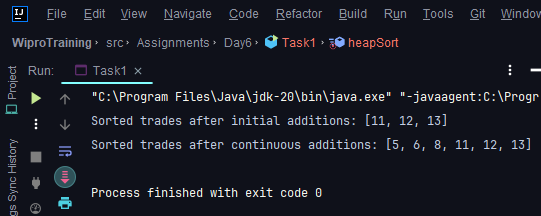 IJ File Edit View Navigate Code Refactor Build Run Tools Git Window
WiproTraining src Assignments Day6 Task1 heapSort
Run: Task1
Project
"C:\Program Files\Java\jdk-20\bin\java.exe" "-javaagent:C:\Progr
Sorted trades after initial additions: [11, 12, 13]
Sorted trades after continuous additions: [5, 6, 8, 11, 12, 13]
gs Sync History
Process finished with exit code 0